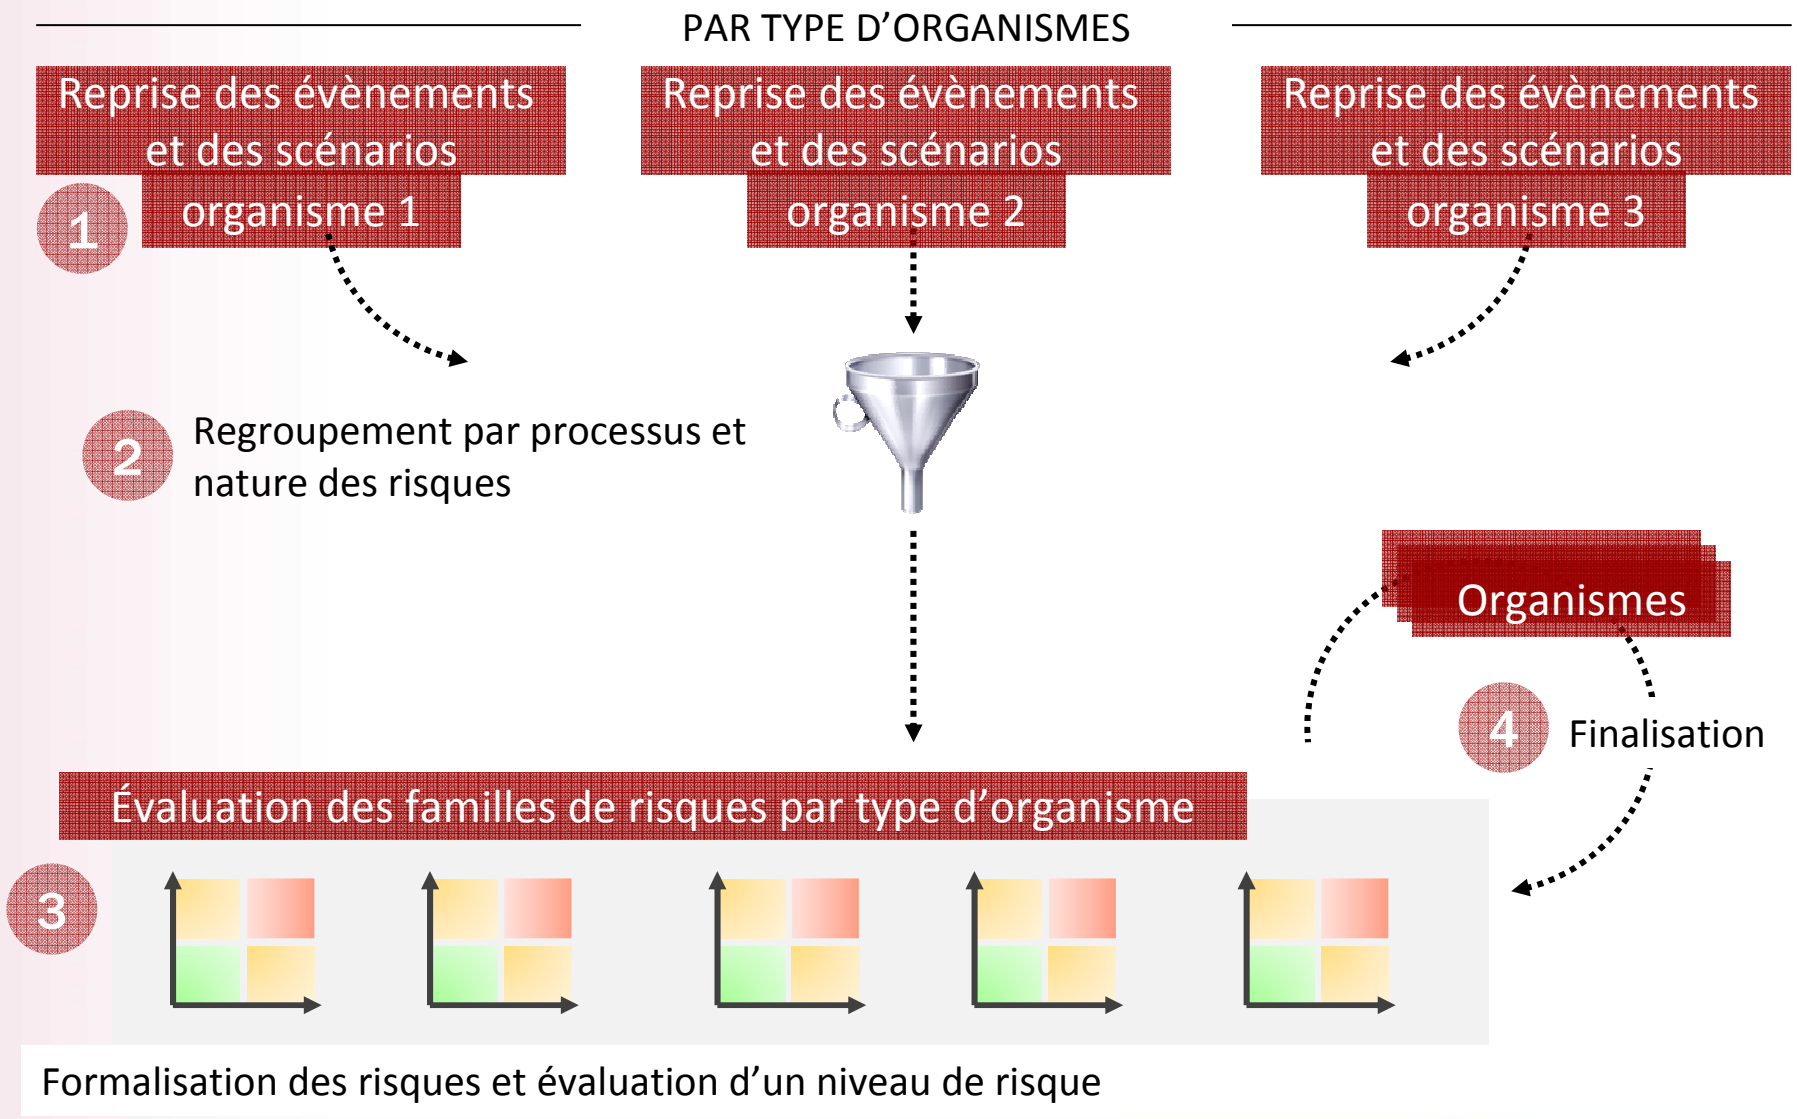 PAR TYPE D’ORGANISMES
Reprise des évènements
et des scénarios
organisme 1
Reprise des évènements
et des scénarios
organisme 2
Reprise des évènements
et des scénarios
organisme 3
1
2
Regroupement par processus et
nature des risques
Organismes
4
Finalisation
Évaluation des familles de risques par type d’organisme
3
Formalisation des risques et évaluation d’un niveau de risque